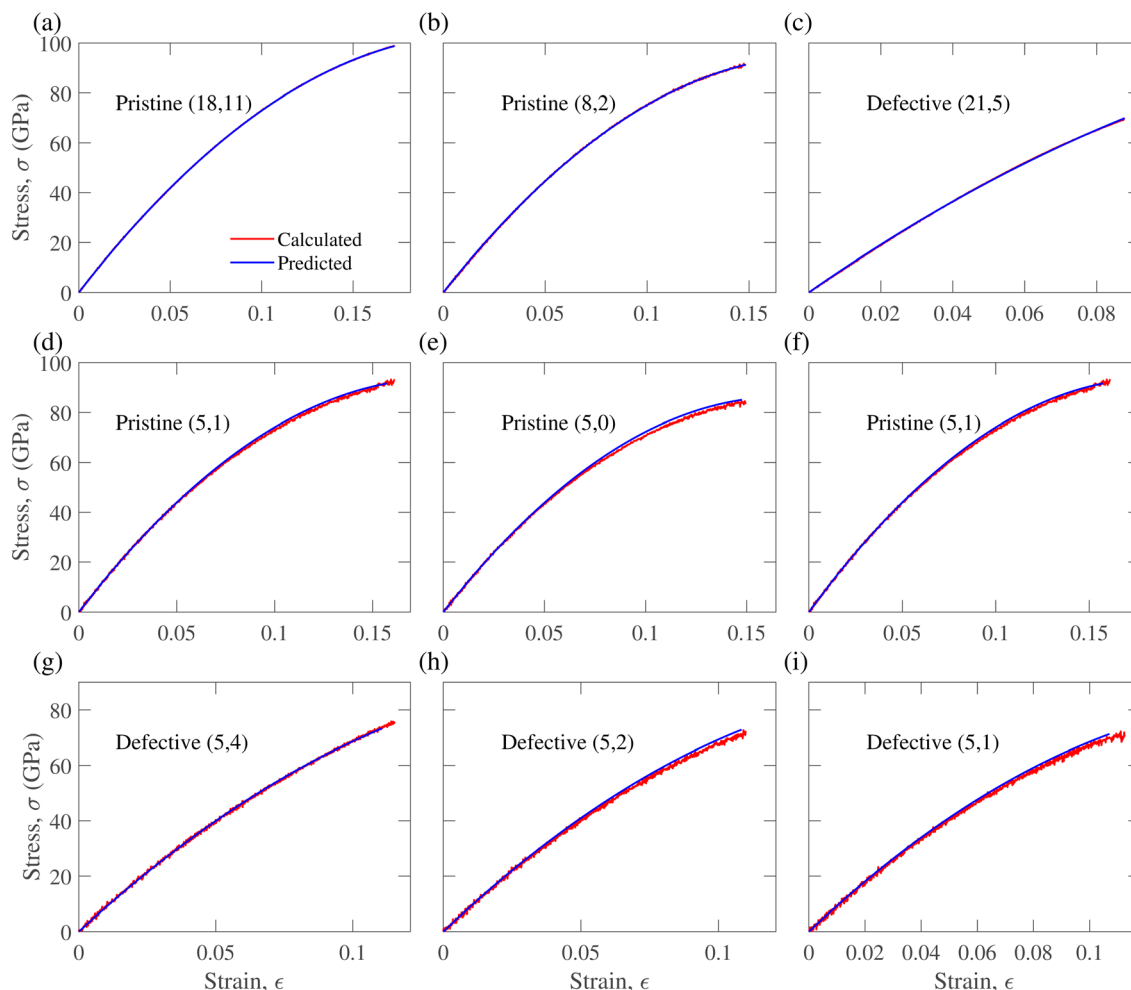 (a)
(b)
(c)
100
80
60
40
20
0
Stress, σ (GPa)
Pristine (18,11)
Calculated
Predicted
0
0.05
0.1
0.15
Pristine (8,2)
0
0.05
0.1
0.15
Defective (21,5)
0
0.02
0.04
0.06
0.08
(d)
(e)
(f)
100
80
60
40
20
0
Stress, σ (GPa)
Pristine (5,1)
0
0.05
0.1
0.15
Pristine (5,0)
0
0.05
0.1
0.15
Pristine (5,1)
0
0.05
0.1
0.15
(g)
(h)
(i)
80
60
40
20
0
Stress, σ (GPa)
Defective (5,4)
0
0.05
0.1
Strain, ϵ
Defective (5,2)
0
0.05
0.1
Strain, ϵ
Defective (5,1)
0
0.02
0.04
0.06
0.08
0.1
Strain, ϵ